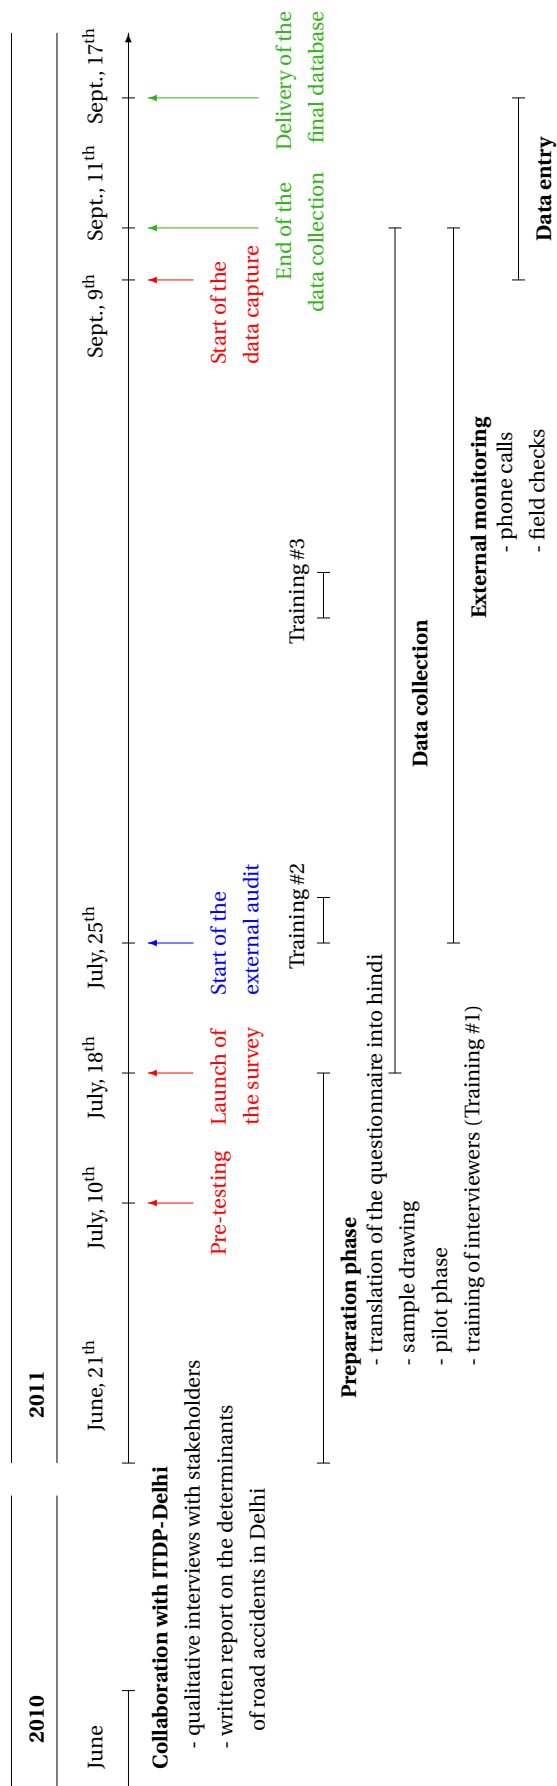 2010
2011
June
June, 21th
July, 10th
July, 18th
July, 25th
Sept., 9th
Sept., 11th
Sept., 17th
Collaboration with ITDP-Delhi
- qualitative interviews with stakeholders
- written report on the determinants
of road accidents in Delhi
Pre-testing
Launch of
the survey
Start of the
external audit
Start of the
data capture
End of the
data collection
Delivery of the
final database
Training #2
Training #3
Preparation phase
- translation of the questionnaire into hindi
- sample drawing
- pilot phase
- training of interviewers (Training #1)
Data collection
External monitoring
- phone calls
- field checks
Data entry